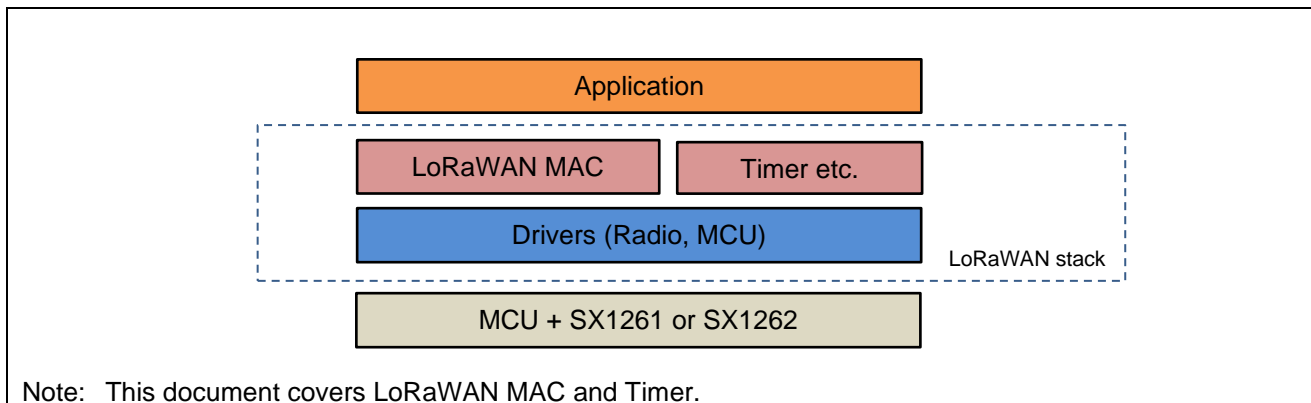 Application
LoRaWAN MAC
Timer etc.
Drivers (Radio, MCU)
LoRaWAN stack
MCU + SX1261 or SX1262
Note: This document covers LoRaWAN MAC and Timer.